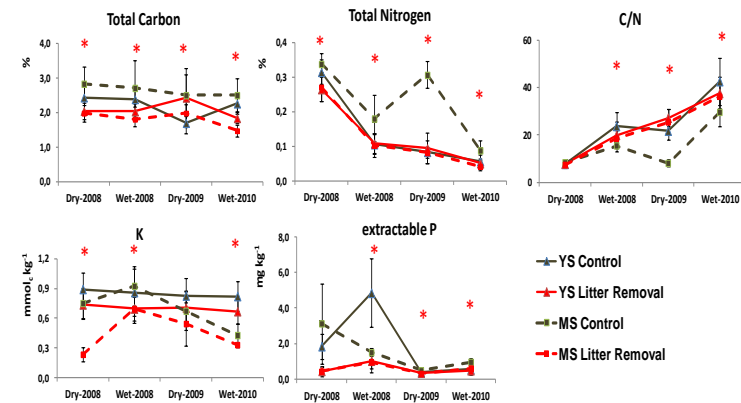 Total Carbon
Total Nitrogen
C/N
%
4,0
3,0
2,0
1,0
0,0
* * * *
Dry-2008 Wet-2008 Dry-2009 Wet-2010
%
0,4
0,3
0,2
0,1
0,0
* * * *
Dry-2008 Wet-2008 Dry-2009 Wet-2010
60
40
20
0
* * *
Dry-2008 Wet-2008 Dry-2009 Wet-2010
K
extractable P
mmolc kg-1
1,2
0,9
0,6
0,3
0,0
* * *
Dry-2008 Wet-2008 Dry-2009 Wet-2010
mg kg-1
8,0
6,0
4,0
2,0
0,0
* * *
Dry-2008 Wet-2008 Dry-2009 Wet-2010
YS Control
YS Litter Removal
MS Control
MS Litter Removal